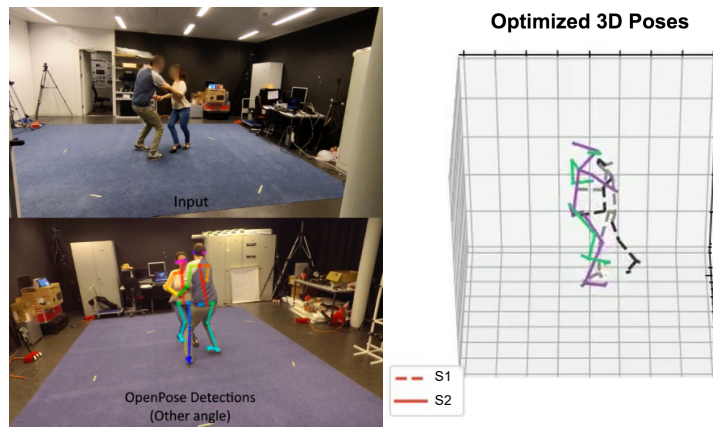 Optimized 3D Poses
Input
OpenPose Detections
(Other angle)
S1
S2